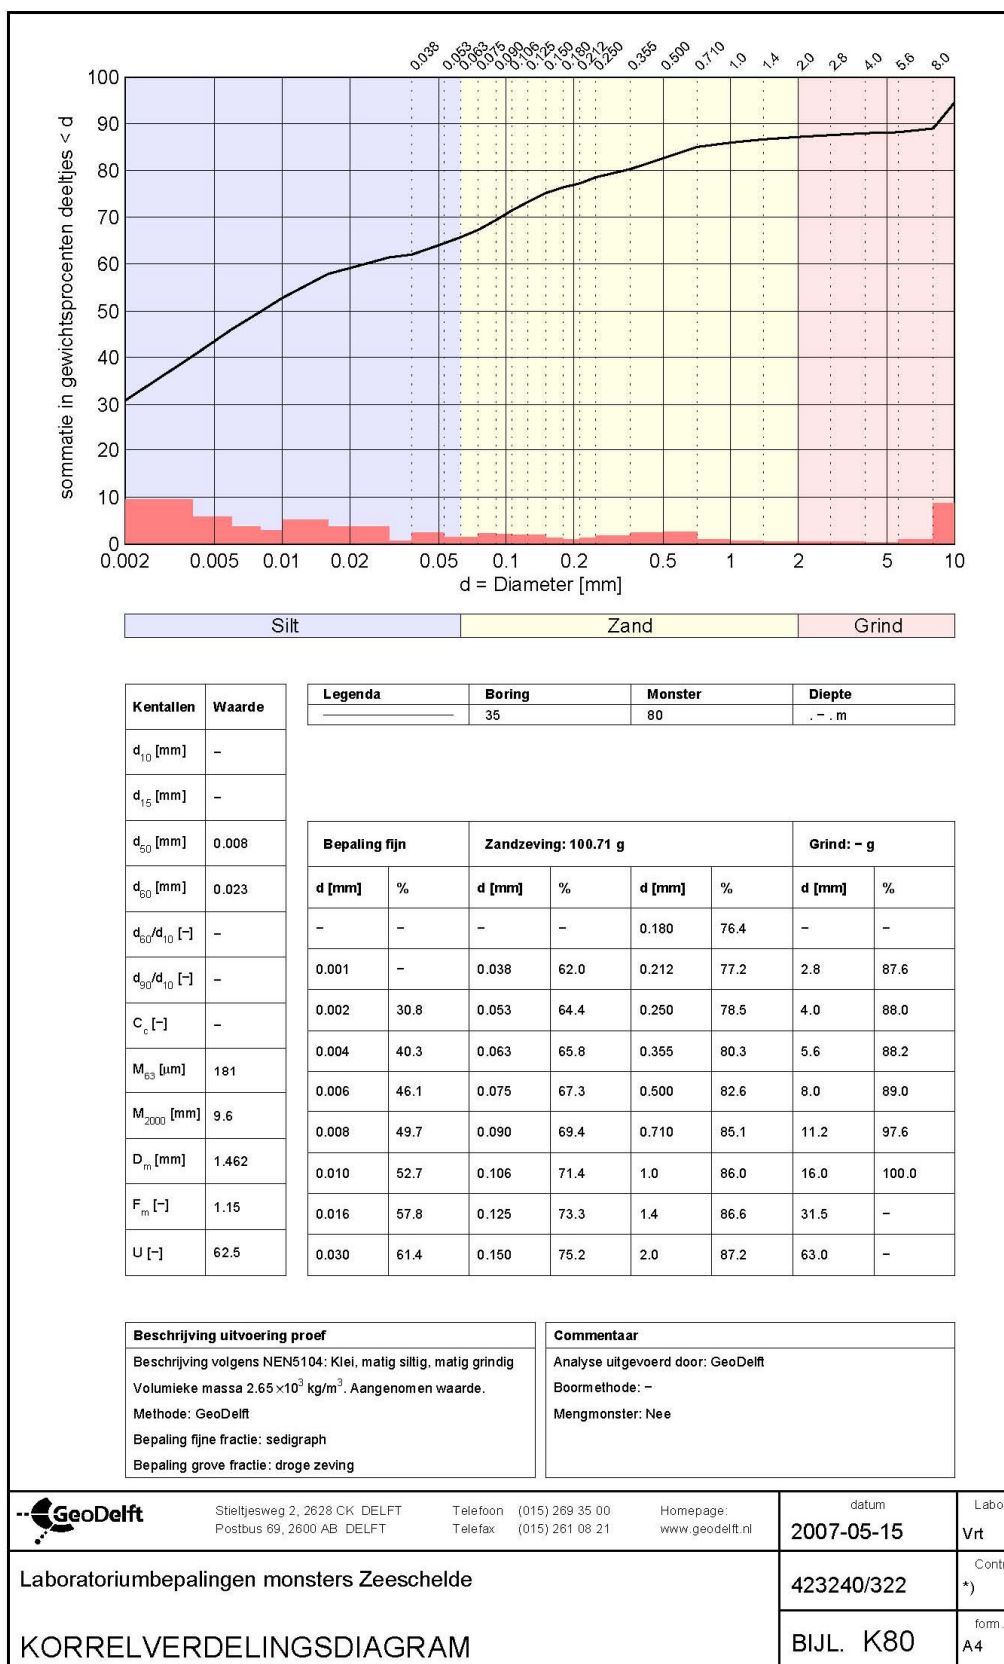 0.038 0.053 0.063 0.075 0.090 0.106 0.125 0.150 0.180 0.212 0.250 0.355 0.500 0.710 1.0 1.4 2.0 2.8 4.0 5.6 8.0
sommatie in gewichtsprocenten deeltjes < d
100
90
80
70
60
50
40
30
20
10
0
0.002 0.005 0.01 0.02 0.05 0.1 0.2 0.5 1 2 5 10
d = Diameter [mm]
Silt Zand Grind
Kentallen Waarde
d10 [mm] –
d15 [mm] –
d50 [mm] 0.008
d60 [mm] 0.023
d60/d10 [–] –
d90/d10 [–] –
Cc [–] –
M63 [µm] 181
M2000 [mm] 9.6
Dm [mm] 1.462
Fm [–] 1.15
U [–] 62.5
Legenda Boring Monster Diepte
35 80 . – . m
Bepaling fijn Zandzeving: 100.71 g Grind: – g
d [mm] % d [mm] % d [mm] % d [mm] %
– – – – 0.180 76.4 – –
0.001 – 0.038 62.0 0.212 77.2 2.8 87.6
0.002 30.8 0.053 64.4 0.250 78.5 4.0 88.0
0.004 40.3 0.063 65.8 0.355 80.3 5.6 88.2
0.006 46.1 0.075 67.3 0.500 82.6 8.0 89.0
0.008 49.7 0.090 69.4 0.710 85.1 11.2 97.6
0.010 52.7 0.106 71.4 1.0 86.0 16.0 100.0
0.016 57.8 0.125 73.3 1.4 86.6 31.5 –
0.030 61.4 0.150 75.2 2.0 87.2 63.0 –
Beschrijving uitvoering proef
Beschrijving volgens NEN5104: Klei, matig siltig, matig grindig
Volumieke massa 2.65 ×10³ kg/m³. Aangenomen waarde.
Methode: GeoDelft
Bepaling fijne fractie: sedigraph
Bepaling grove fractie: droge zeving
Commentaar
Analyse uitgevoerd door: GeoDelft
Boormethode: –
Mengmonster: Nee
GeoDelft
Stieltjesweg 2, 2628 CK DELFT
Postbus 69, 2600 AB DELFT
Telefoon (015) 269 35 00
Telefax (015) 261 08 21
Homepage:
www.geodelft.nl
datum
2007-05-15
Labo
Vrt
Laboratoriumbepalingen monsters Zeeschelde
423240/322
Contr
*)
KORRELVERDELINGSDIAGRAM
BIJL. K80
form.
A4